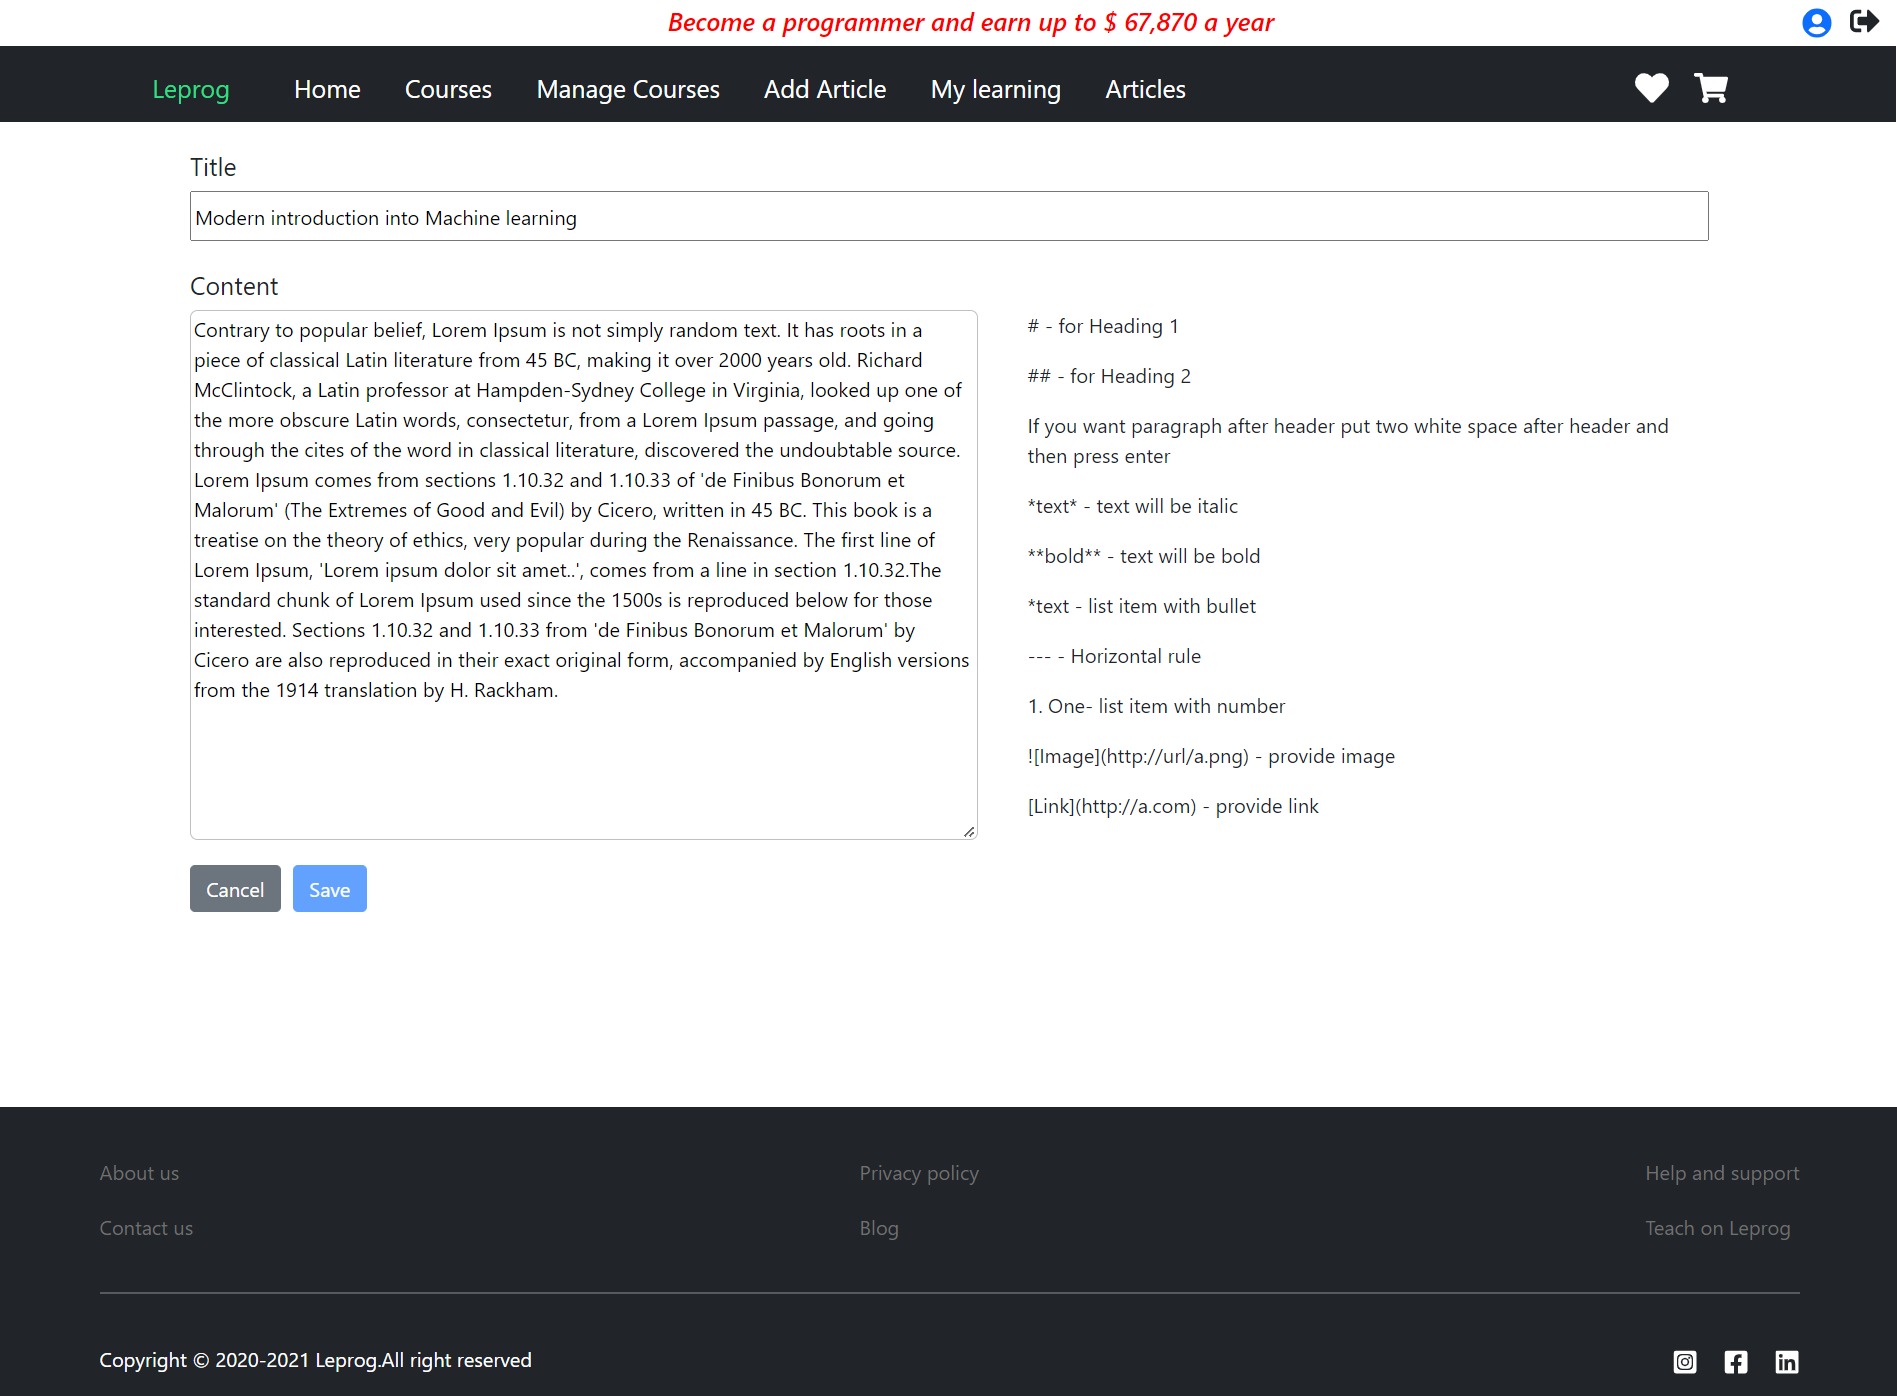 Become a programmer and earn up to $ 67,870 a year
Leprog Home Courses Manage Courses Add Article My learning Articles
Title
Modern introduction into Machine learning
Content
Contrary to popular belief, Lorem Ipsum is not simply random text. It has roots in a
piece of classical Latin literature from 45 BC, making it over 2000 years old. Richard
McClintock, a Latin professor at Hampden-Sydney College in Virginia, looked up one of
the more obscure Latin words, consectetur, from a Lorem Ipsum passage, and going
through the cites of the word in classical literature, discovered the undoubtable source.
Lorem Ipsum comes from sections 1.10.32 and 1.10.33 of 'de Finibus Bonorum et
Malorum' (The Extremes of Good and Evil) by Cicero, written in 45 BC. This book is a
treatise on the theory of ethics, very popular during the Renaissance. The first line of
Lorem Ipsum, 'Lorem ipsum dolor sit amet..', comes from a line in section 1.10.32.The
standard chunk of Lorem Ipsum used since the 1500s is reproduced below for those
interested. Sections 1.10.32 and 1.10.33 from 'de Finibus Bonorum et Malorum' by
Cicero are also reproduced in their exact original form, accompanied by English versions
from the 1914 translation by H. Rackham.
# - for Heading 1
## - for Heading 2
If you want paragraph after header put two white space after header and
then press enter
*text* - text will be italic
**bold** - text will be bold
*text - list item with bullet
--- - Horizontal rule
1. One- list item with number
![Image](http://url/a.png) - provide image
[Link](http://a.com) - provide link
Cancel Save
About us
Contact us
Privacy policy
Blog
Help and support
Teach on Leprog
Copyright © 2020-2021 Leprog.All right reserved